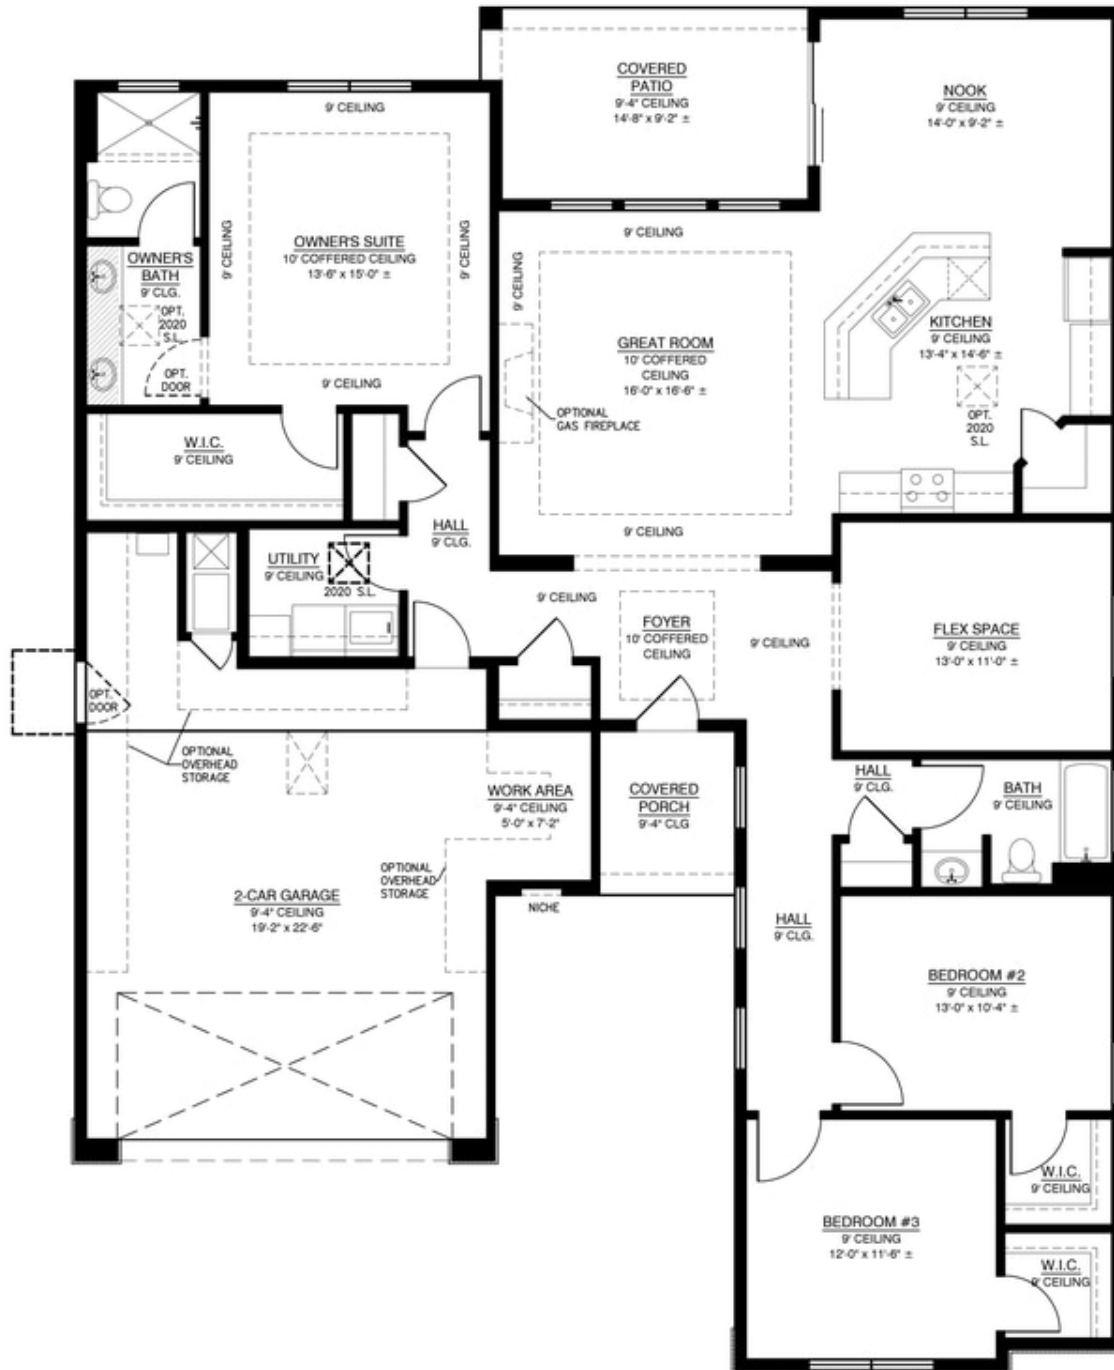 COVERED
PATIO
9'-4" CEILING
14'-8" x 9'-2" ±
NOOK
9' CEILING
14'-0" x 9'-2" ±
9' CEILING
9' CEILING
OWNER'S SUITE
10' COFFERED CEILING
13'-6" x 15'-0" ±
9' CEILING
9' CEILING
OWNER'S
BATH
9' CLG.
OPT.
2020
S.L.
OPT.
DOOR
9' CEILING
9' CEILING
GREAT ROOM
10' COFFERED
CEILING
16'-0" x 16'-6" ±
OPTIONAL
GAS FIREPLACE
9' CEILING
KITCHEN
9' CEILING
13'-4" x 14'-6" ±
OPT.
2020
S.L.
W.I.C.
9' CEILING
HALL
9' CLG.
UTILITY
9' CEILING
2020 S.L.
9' CEILING
FOYER
10' COFFERED
CEILING
9' CEILING
FLEX SPACE
9' CEILING
13'-0" x 11'-0" ±
OPT.
DOOR
OPTIONAL
OVERHEAD
STORAGE
WORK AREA
9'-4" CEILING
5'-0" x 7'-2"
COVERED
PORCH
9'-4" CLG
HALL
9' CLG.
BATH
9' CEILING
OPTIONAL
OVERHEAD
STORAGE
2-CAR GARAGE
9'-4" CEILING
19'-2" x 22'-6"
NICHE
HALL
9' CLG.
BEDROOM #2
9' CEILING
13'-0" x 10'-4" ±
W.I.C.
9' CEILING
BEDROOM #3
9' CEILING
12'-0" x 11'-6" ±
W.I.C.
9' CEILING